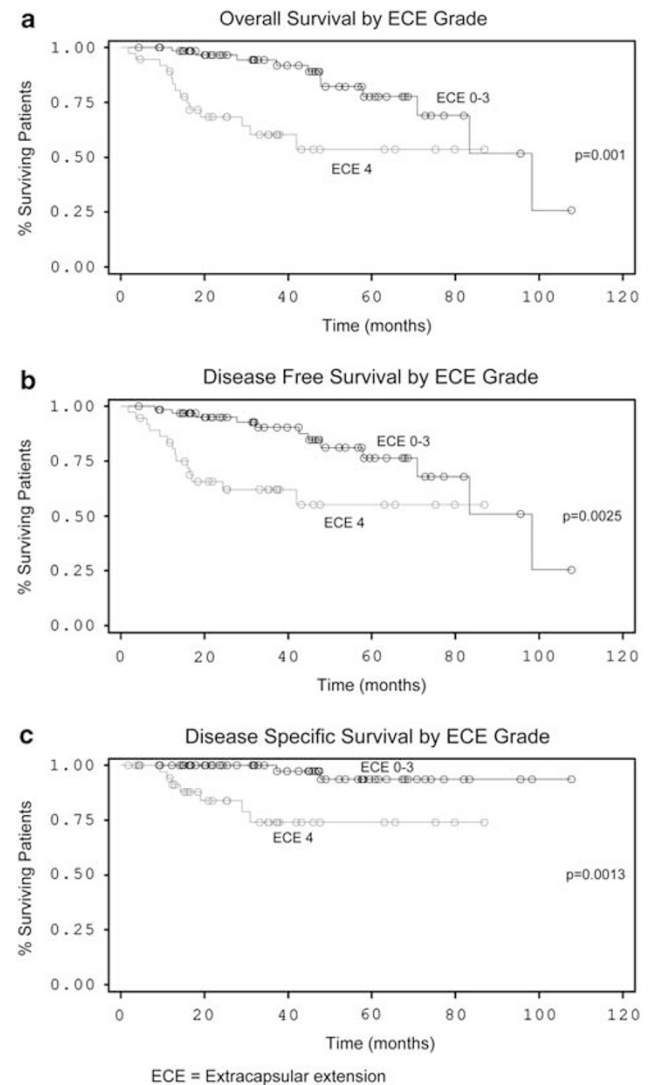 a
Overall Survival by ECE Grade
% Surviving Patients
1.00
0.75
0.50
0.25
0.00
ECE 0-3
ECE 4
p=0.001
0 20 40 60 80 100 120
Time (months)
b
Disease Free Survival by ECE Grade
% Surviving Patients
1.00
0.75
0.50
0.25
0.00
ECE 0-3
ECE 4
p=0.0025
0 20 40 60 80 100 120
Time (months)
c
Disease Specific Survival by ECE Grade
% Surviving Patients
1.00
0.75
0.50
0.25
0.00
ECE 0-3
ECE 4
p=0.0013
0 20 40 60 80 100 120
Time (months)
ECE = Extracapsular extension